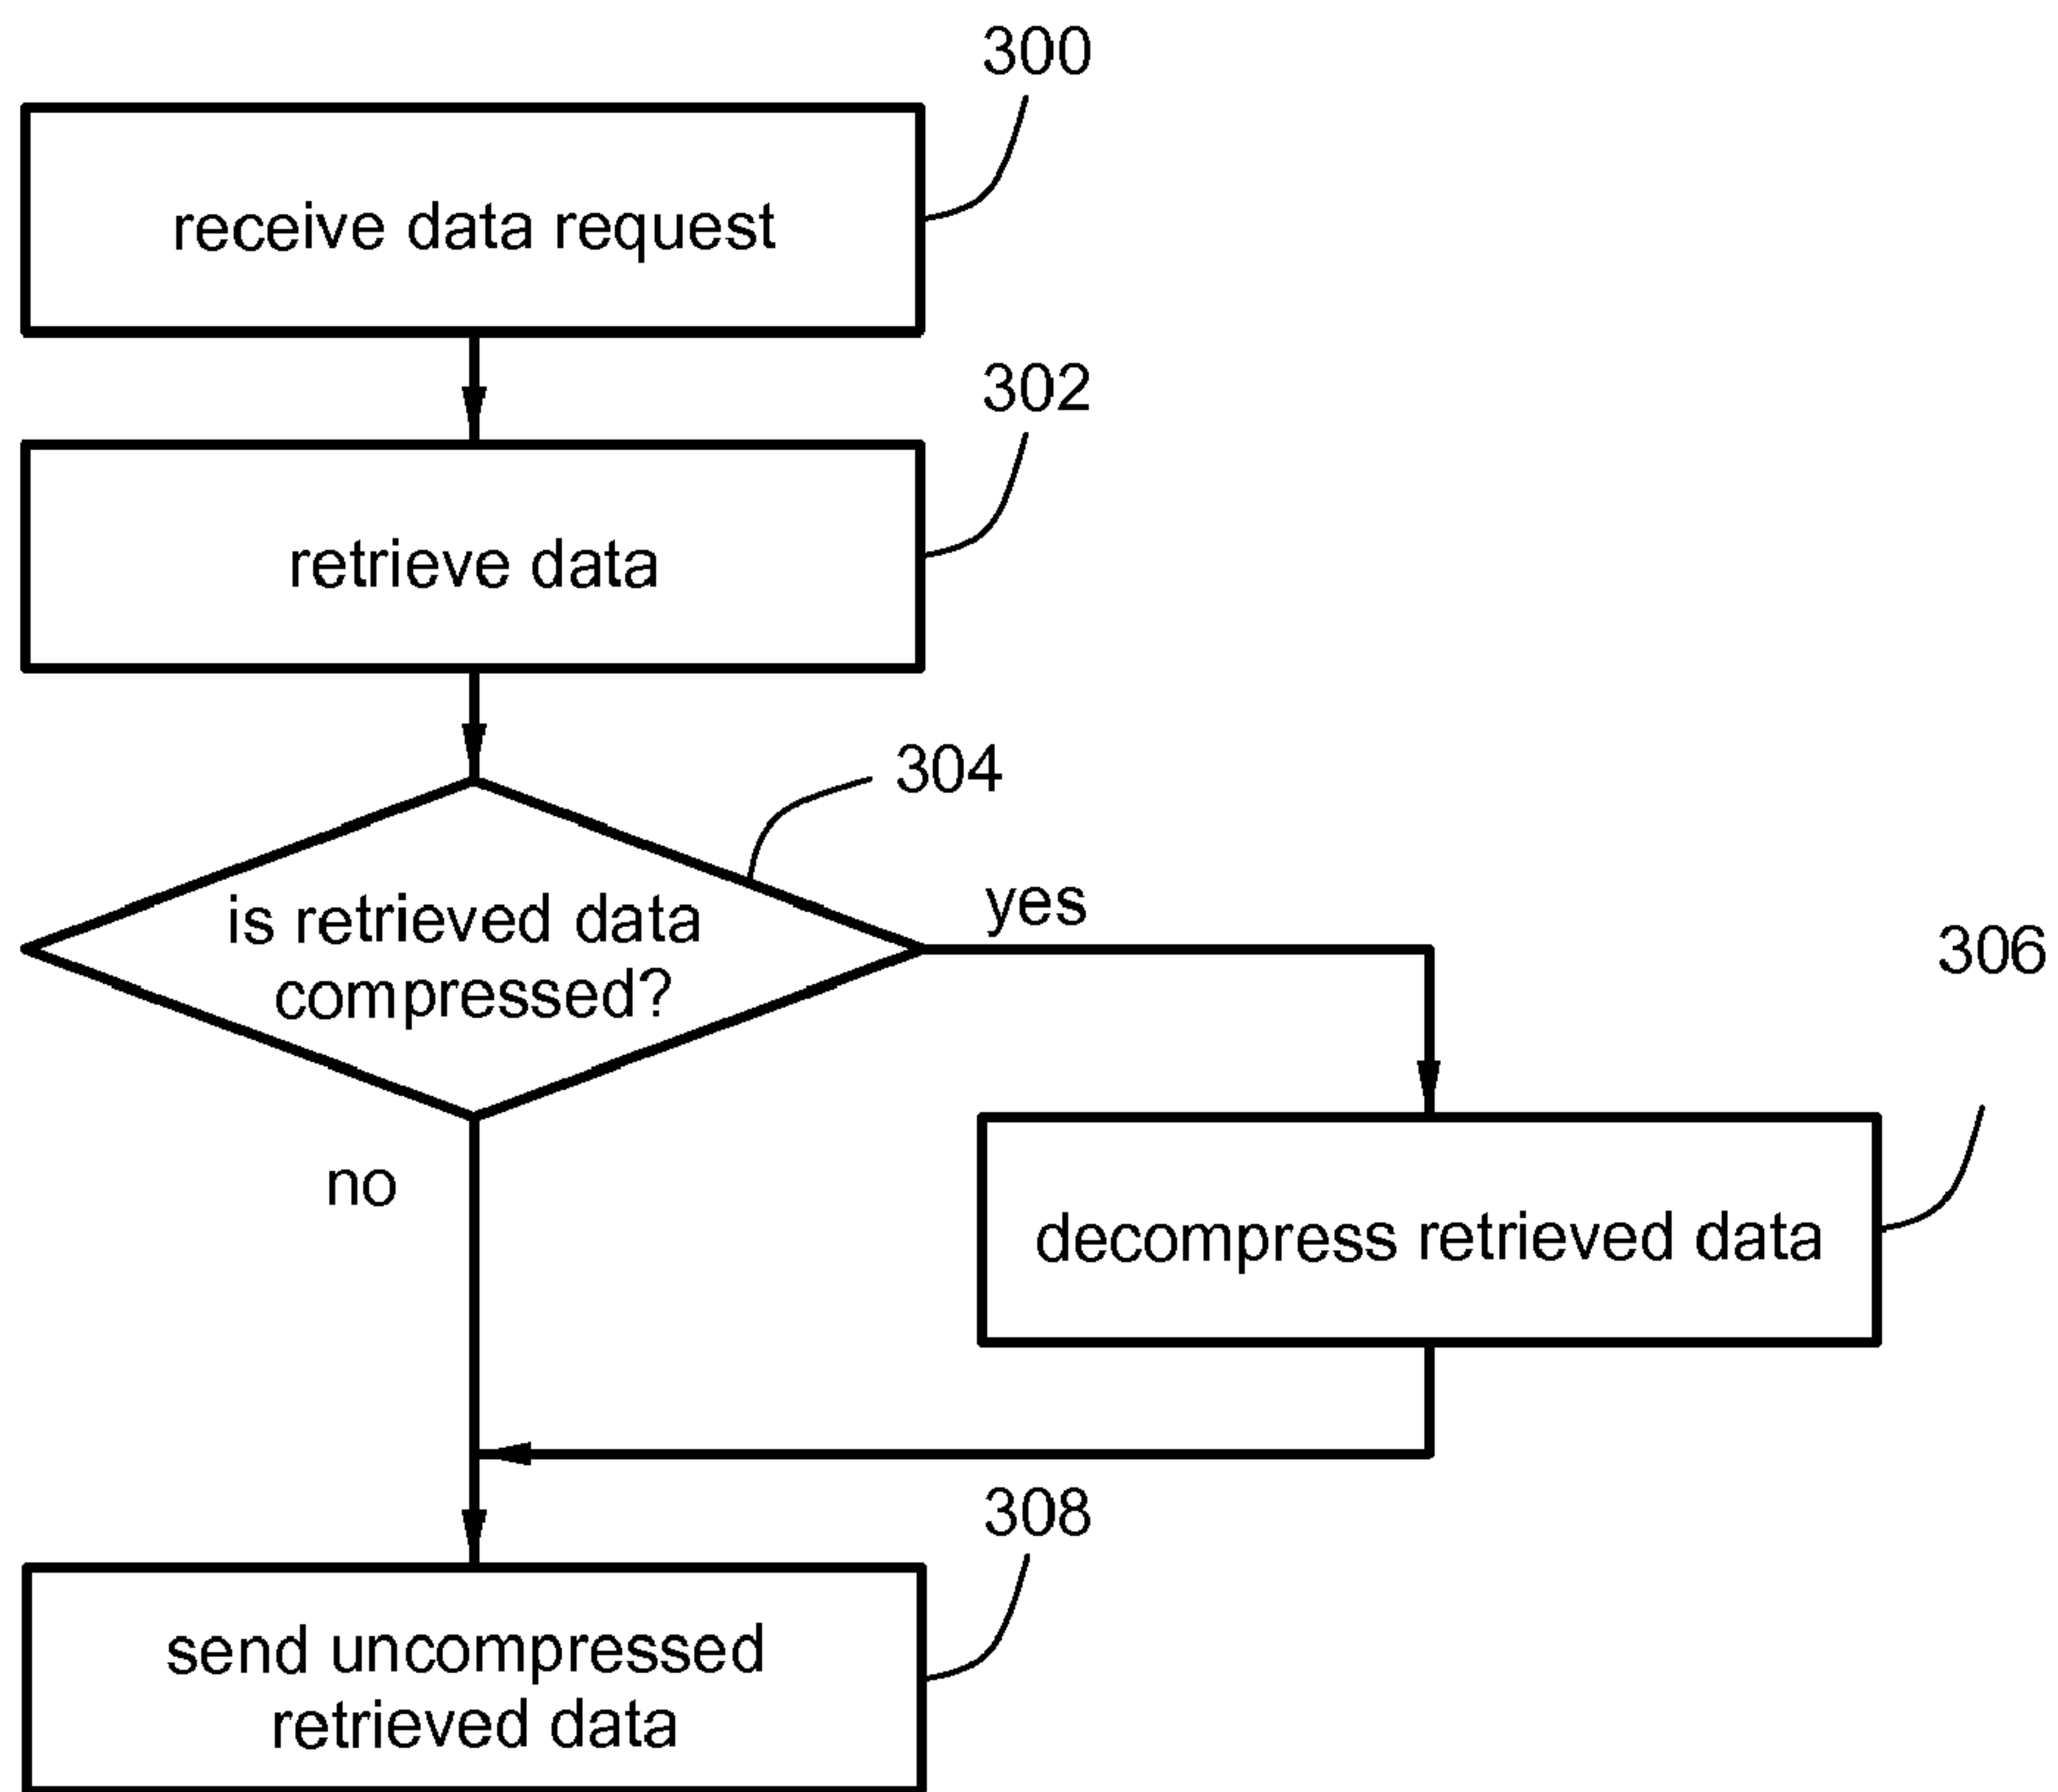 300
receive data request
302
retrieve data
304
is retrieved data
compressed?
yes
306
no
decompress retrieved data
308
send uncompressed
retrieved data